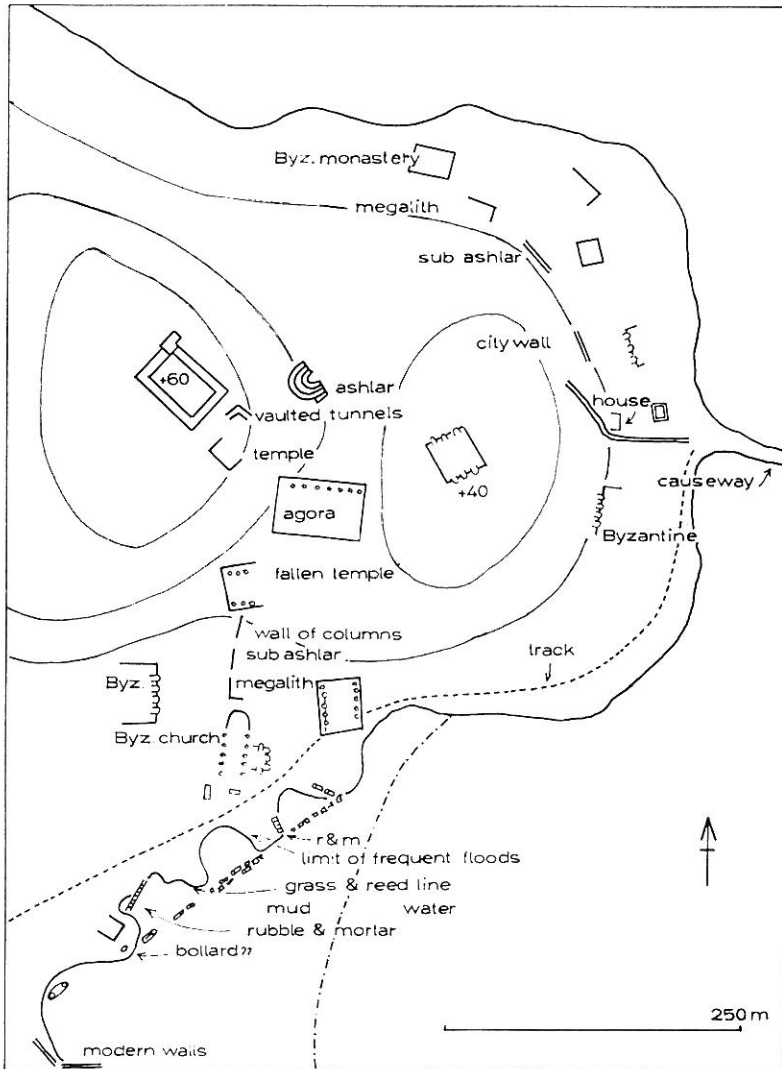 Byz. monastery
megalith
sub ashlar
city wall
+60
ashlar
house
vaulted tunnels
temple
+40
causeway
agora
Byzantine
fallen temple
wall of columns
sub ashlar
track
Byz.
megalith
Byz. church
r & m
limit of frequent floods
grass & reed line
mud water
rubble & mortar
bollard ??
250 m
modern walls